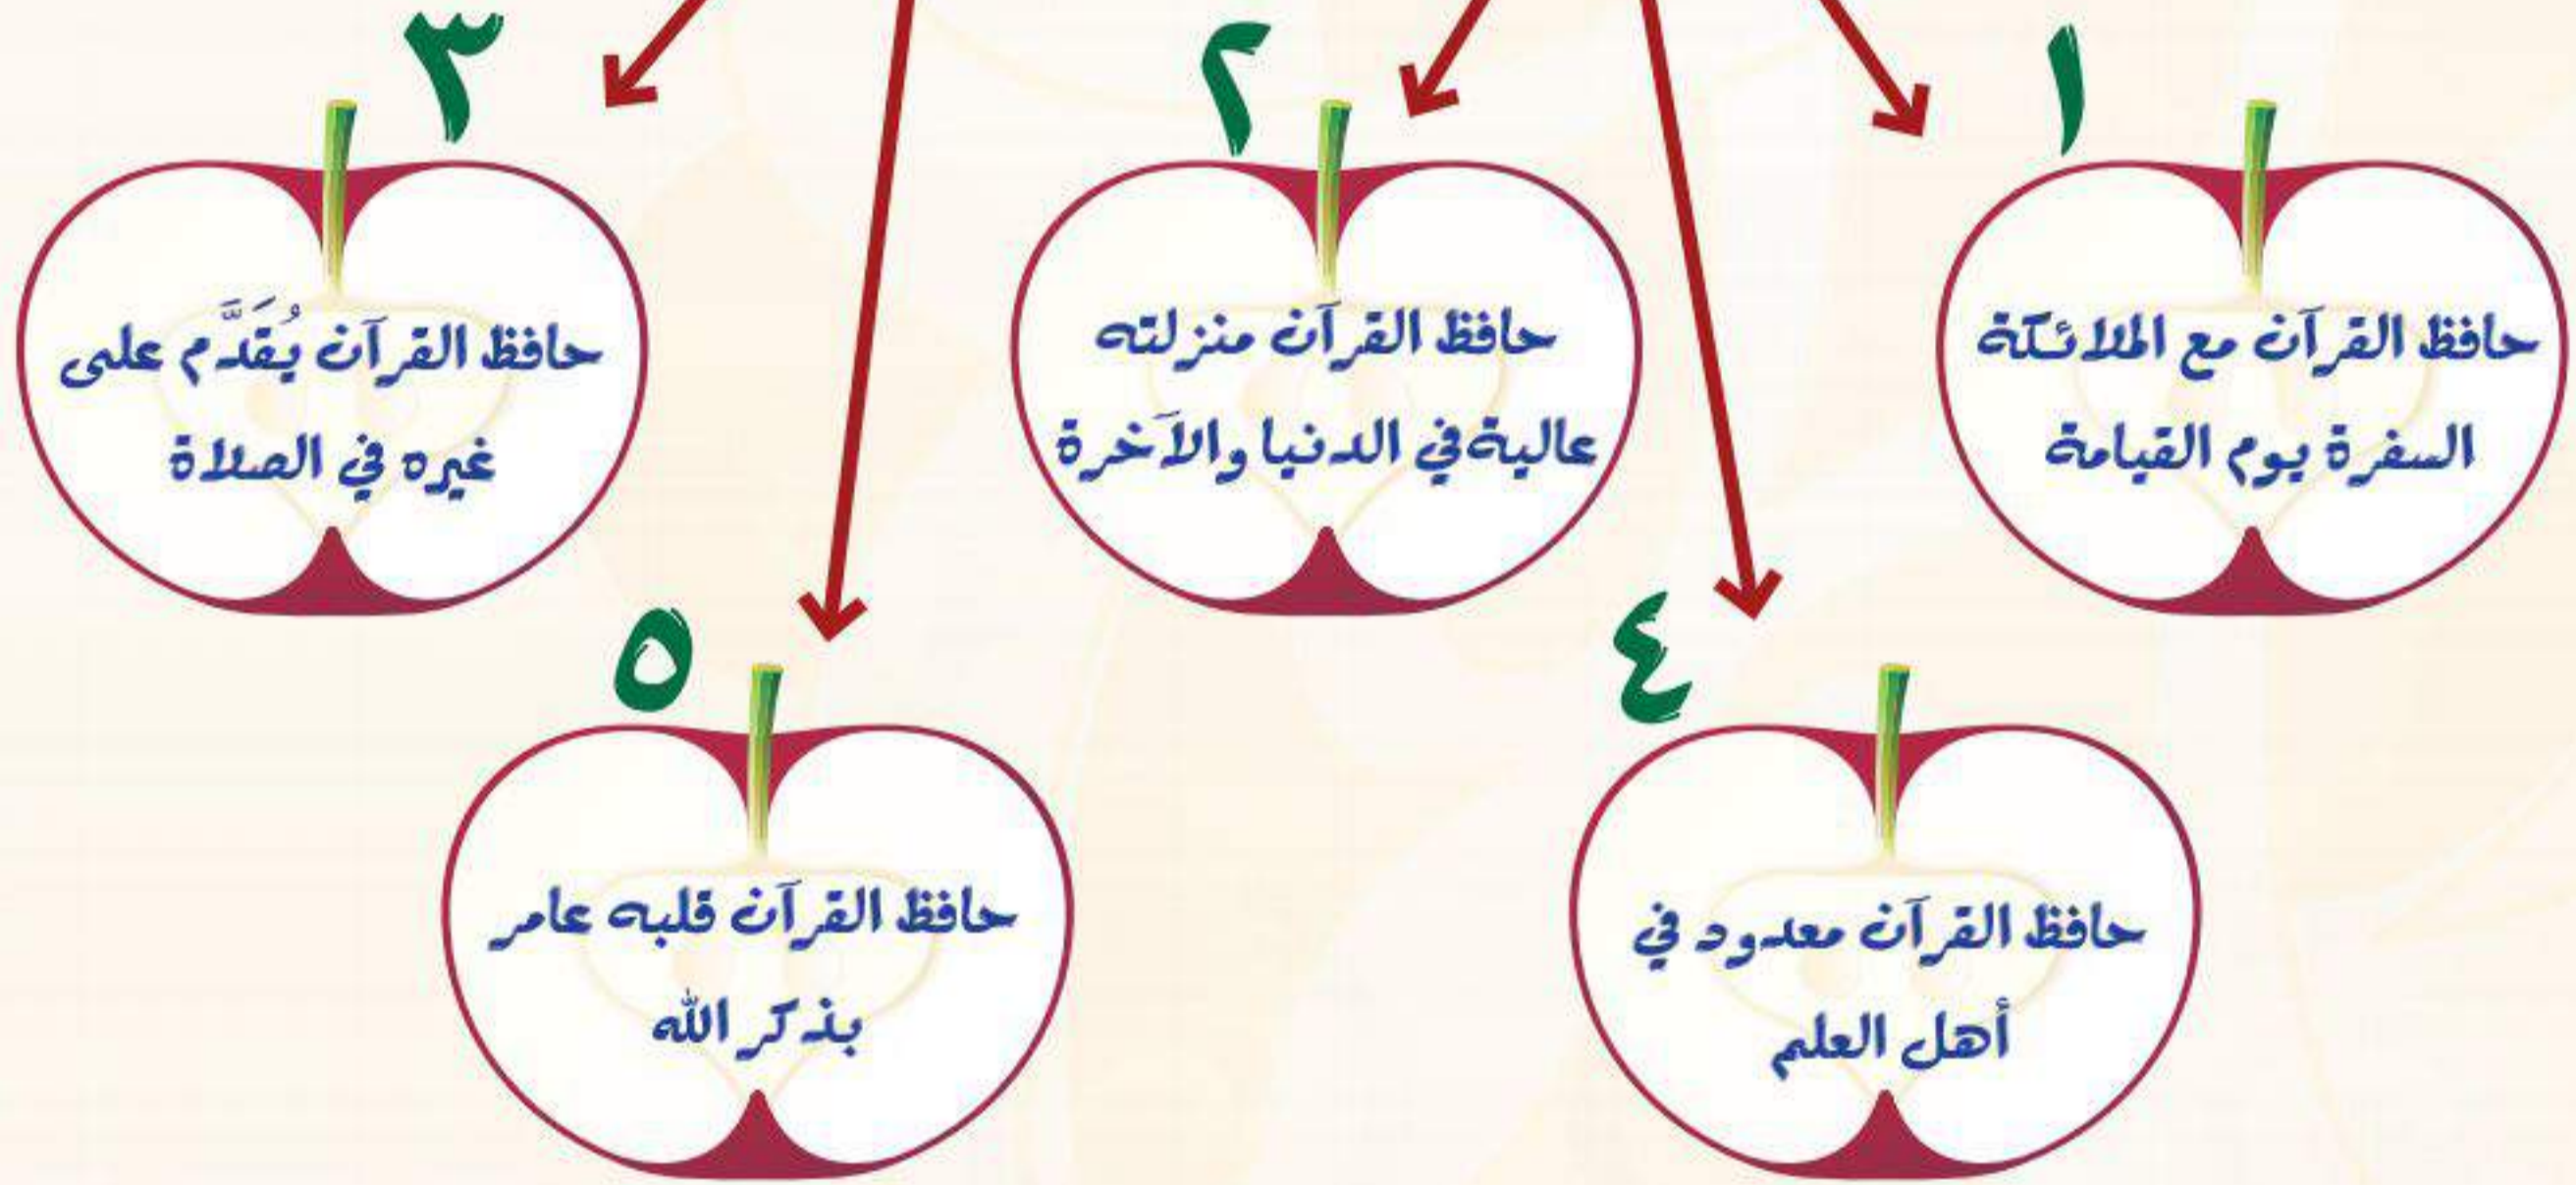 ١
حافظ القرآن مع الملائكة
السفرة يوم القيامة
٢
حافظ القرآن منزلته
عالية في الدنيا والآخرة
٣
حافظ القرآن يُقَدَّم على
غيره في الصلاة
٤
حافظ القرآن معدود في
أهل العلم
٥
حافظ القرآن قلبه عامر
بذكر الله